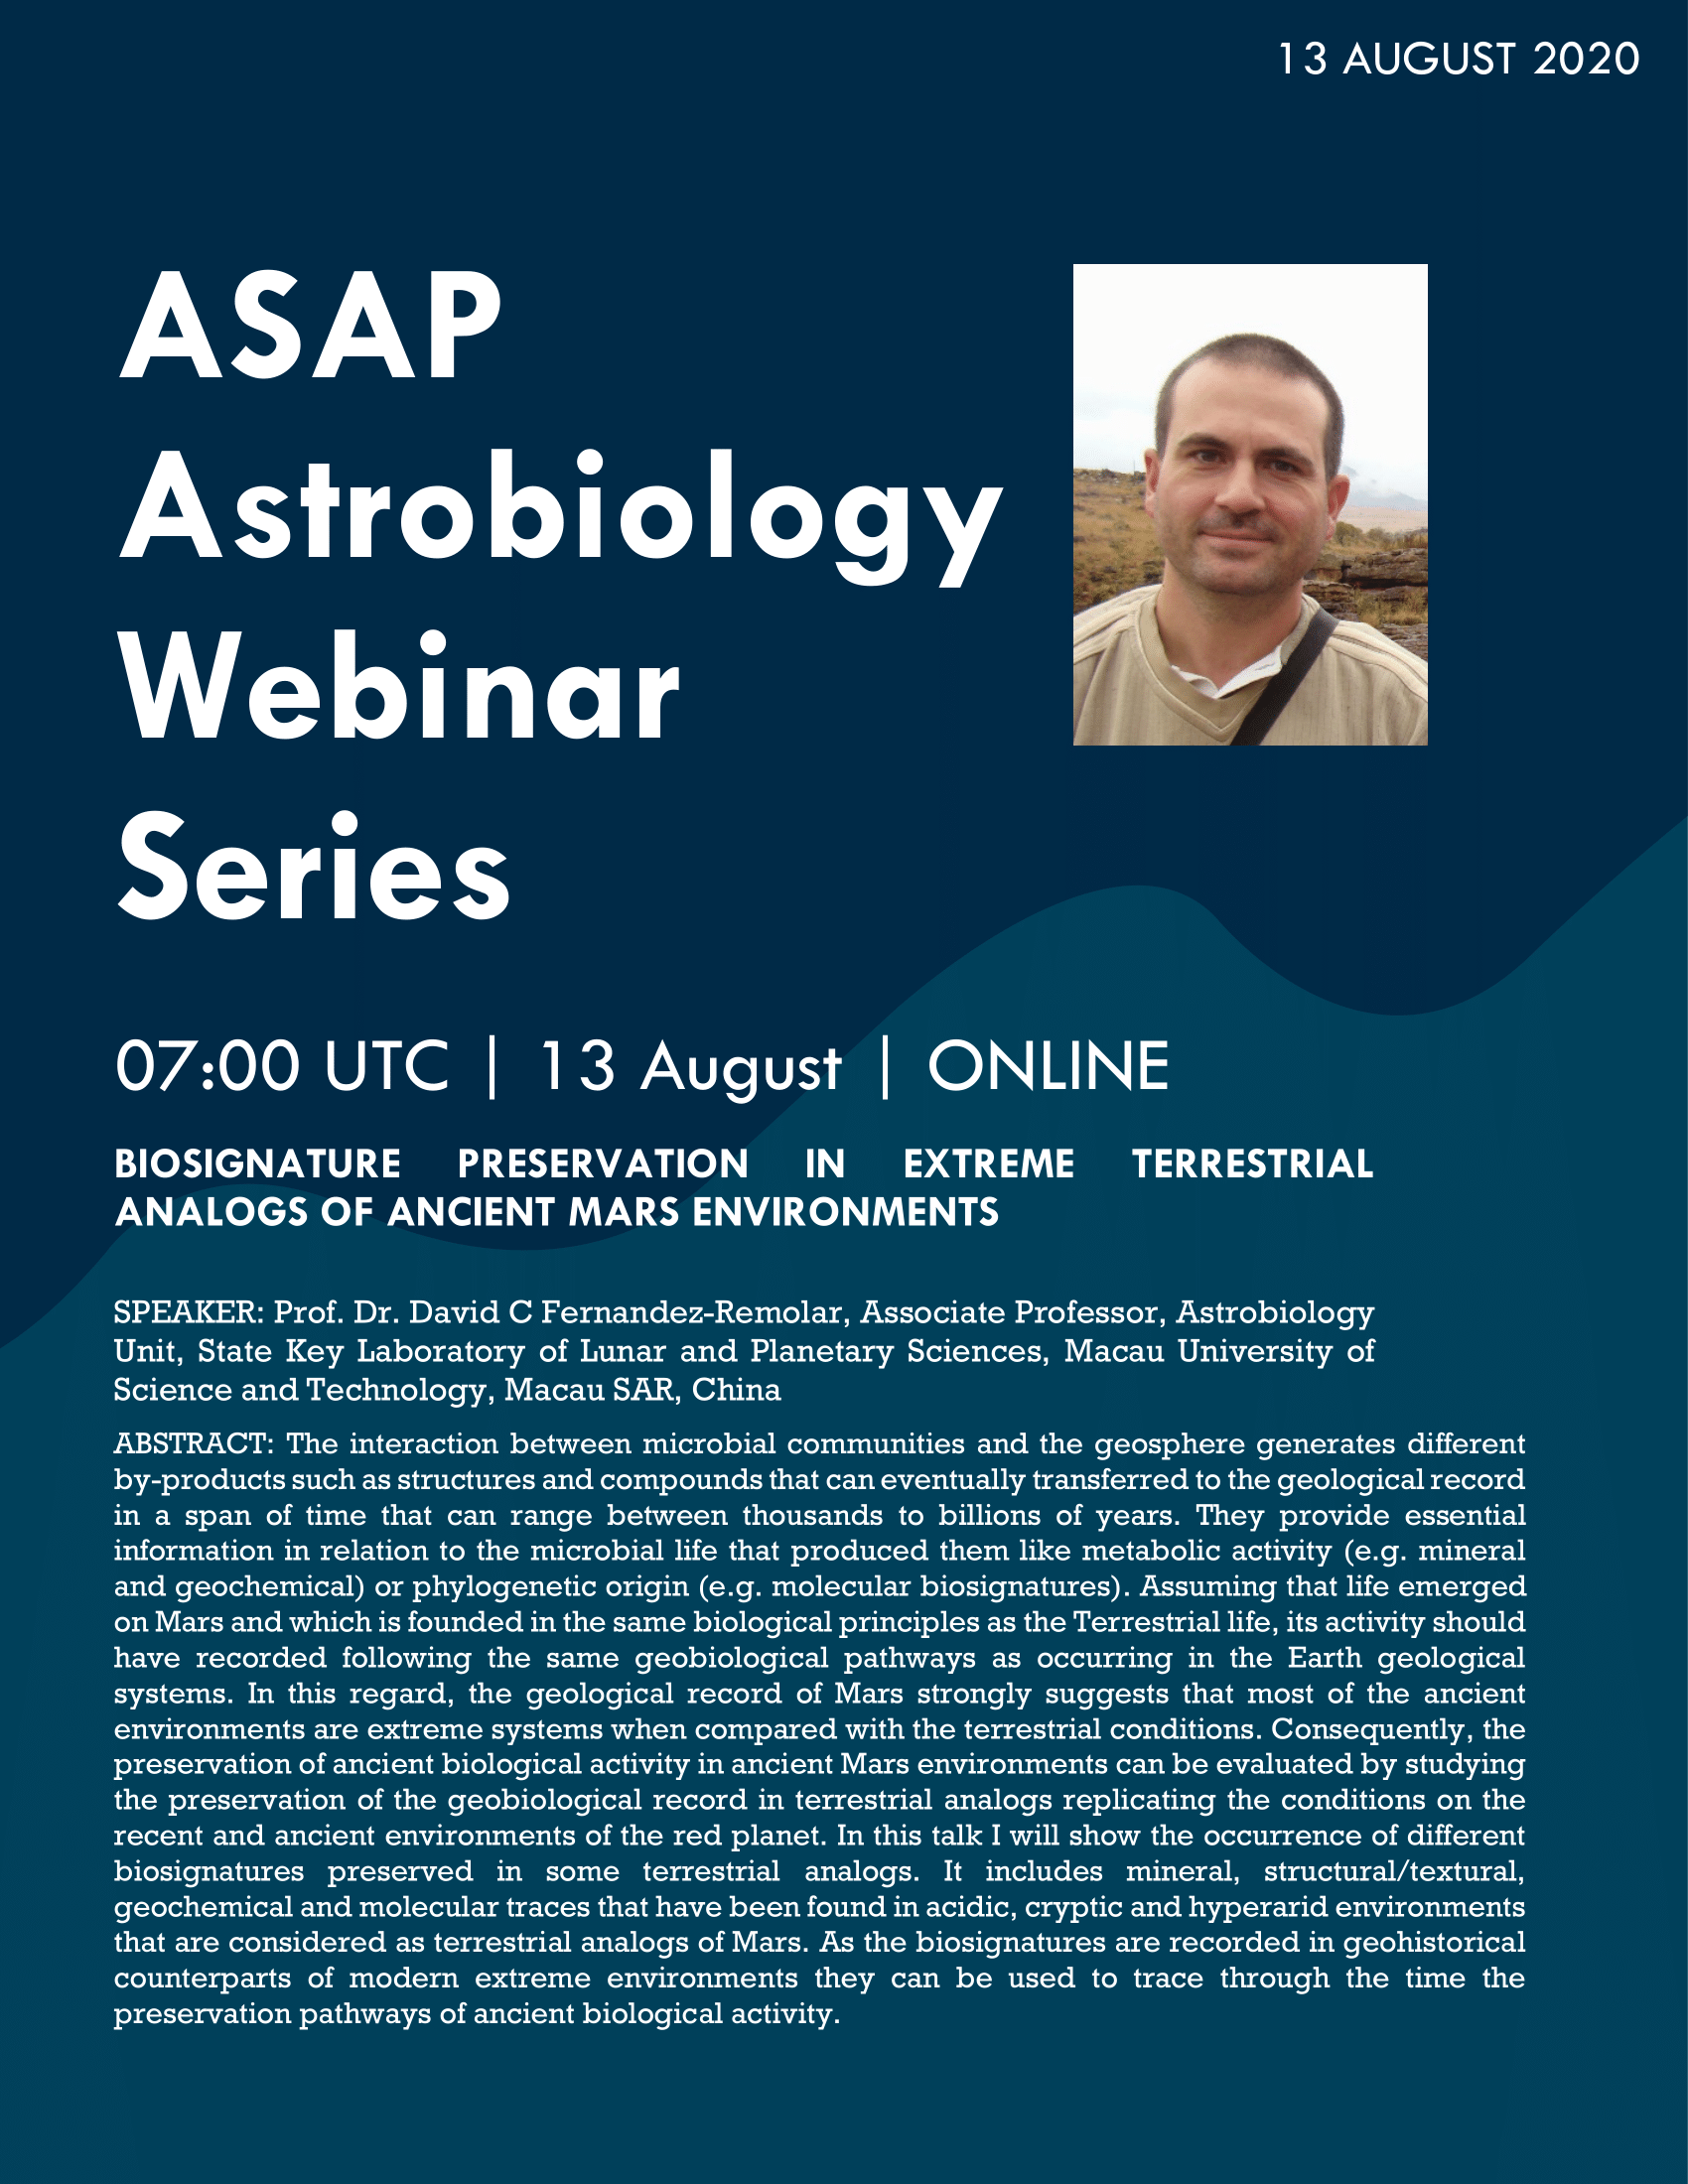 13 AUGUST 2020
ASAP
Astrobiology
Webinar
Series
07:00 UTC | 13 August | ONLINE
BIOSIGNATURE PRESERVATION IN EXTREME TERRESTRIAL
ANALOGS OF ANCIENT MARS ENVIRONMENTS
SPEAKER: Prof. Dr. David C Fernandez-Remolar, Associate Professor, Astrobiology
Unit, State Key Laboratory of Lunar and Planetary Sciences, Macau University of
Science and Technology, Macau SAR, China
ABSTRACT: The interaction between microbial communities and the geosphere generates different
by-products such as structures and compounds that can eventually transferred to the geological record
in a span of time that can range between thousands to billions of years. They provide essential
information in relation to the microbial life that produced them like metabolic activity (e.g. mineral
and geochemical) or phylogenetic origin (e.g. molecular biosignatures). Assuming that life emerged
on Mars and which is founded in the same biological principles as the Terrestrial life, its activity should
have recorded following the same geobiological pathways as occurring in the Earth geological
systems. In this regard, the geological record of Mars strongly suggests that most of the ancient
environments are extreme systems when compared with the terrestrial conditions. Consequently, the
preservation of ancient biological activity in ancient Mars environments can be evaluated by studying
the preservation of the geobiological record in terrestrial analogs replicating the conditions on the
recent and ancient environments of the red planet. In this talk I will show the occurrence of different
biosignatures preserved in some terrestrial analogs. It includes mineral, structural/textural,
geochemical and molecular traces that have been found in acidic, cryptic and hyperarid environments
that are considered as terrestrial analogs of Mars. As the biosignatures are recorded in geohistorical
counterparts of modern extreme environments they can be used to trace through the time the
preservation pathways of ancient biological activity.